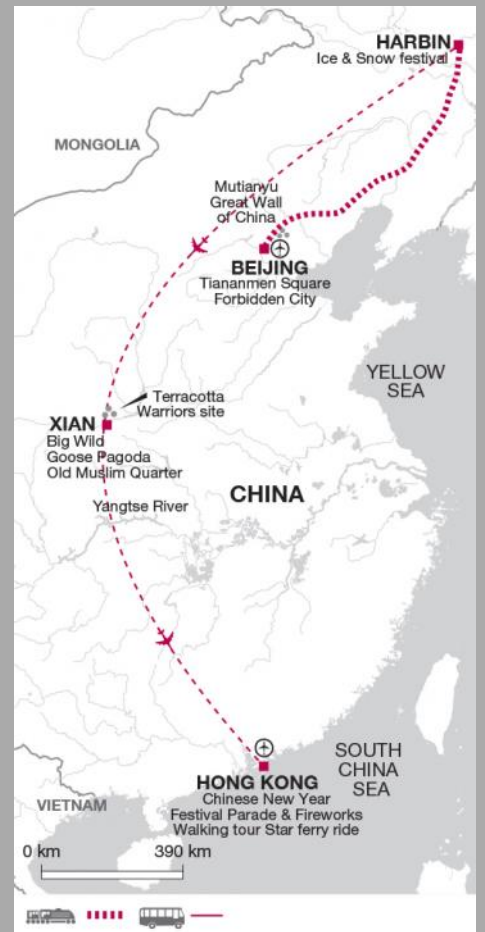 HARBIN
Ice & Snow festival
MONGOLIA
Mutianyu
Great Wall
of China
BEIJING
Tiananmen Square
Forbidden City
YELLOW
SEA
Terracotta
Warriors site
XIAN
Big Wild
Goose Pagoda
Old Muslim Quarter
CHINA
Yangtse River
SOUTH
CHINA
SEA
HONG KONG
Chinese New Year
Festival Parade & Fireworks
Walking tour Star ferry ride
VIETNAM
0 km 390 km